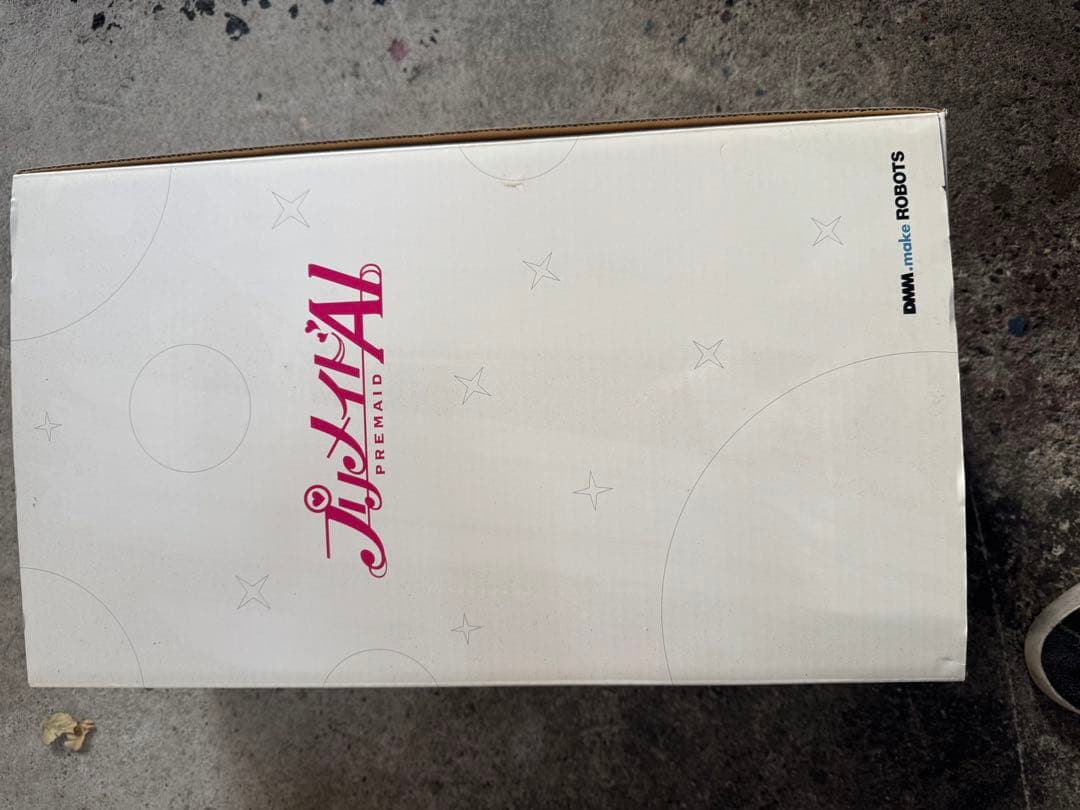 プリメイドAI
PREMAID
DMM.make ROBOTS